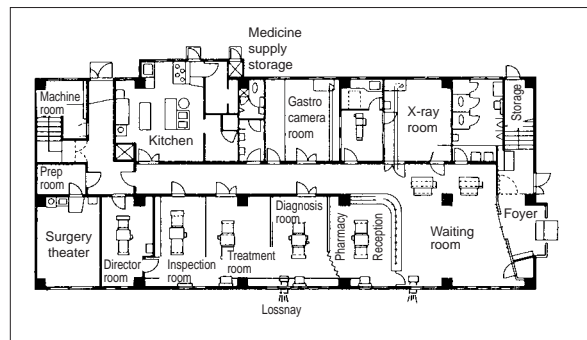 Medicine
supply
storage
Machine
room
Kitchen
Gastro
camera
room
X-ray
room
Storage
Prep
room
Surgery
theater
Director
room
Inspection
room
Treatment
room
Diagnosis
room
Pharmacy
Reception
Waiting
room
Foyer
Lossnay